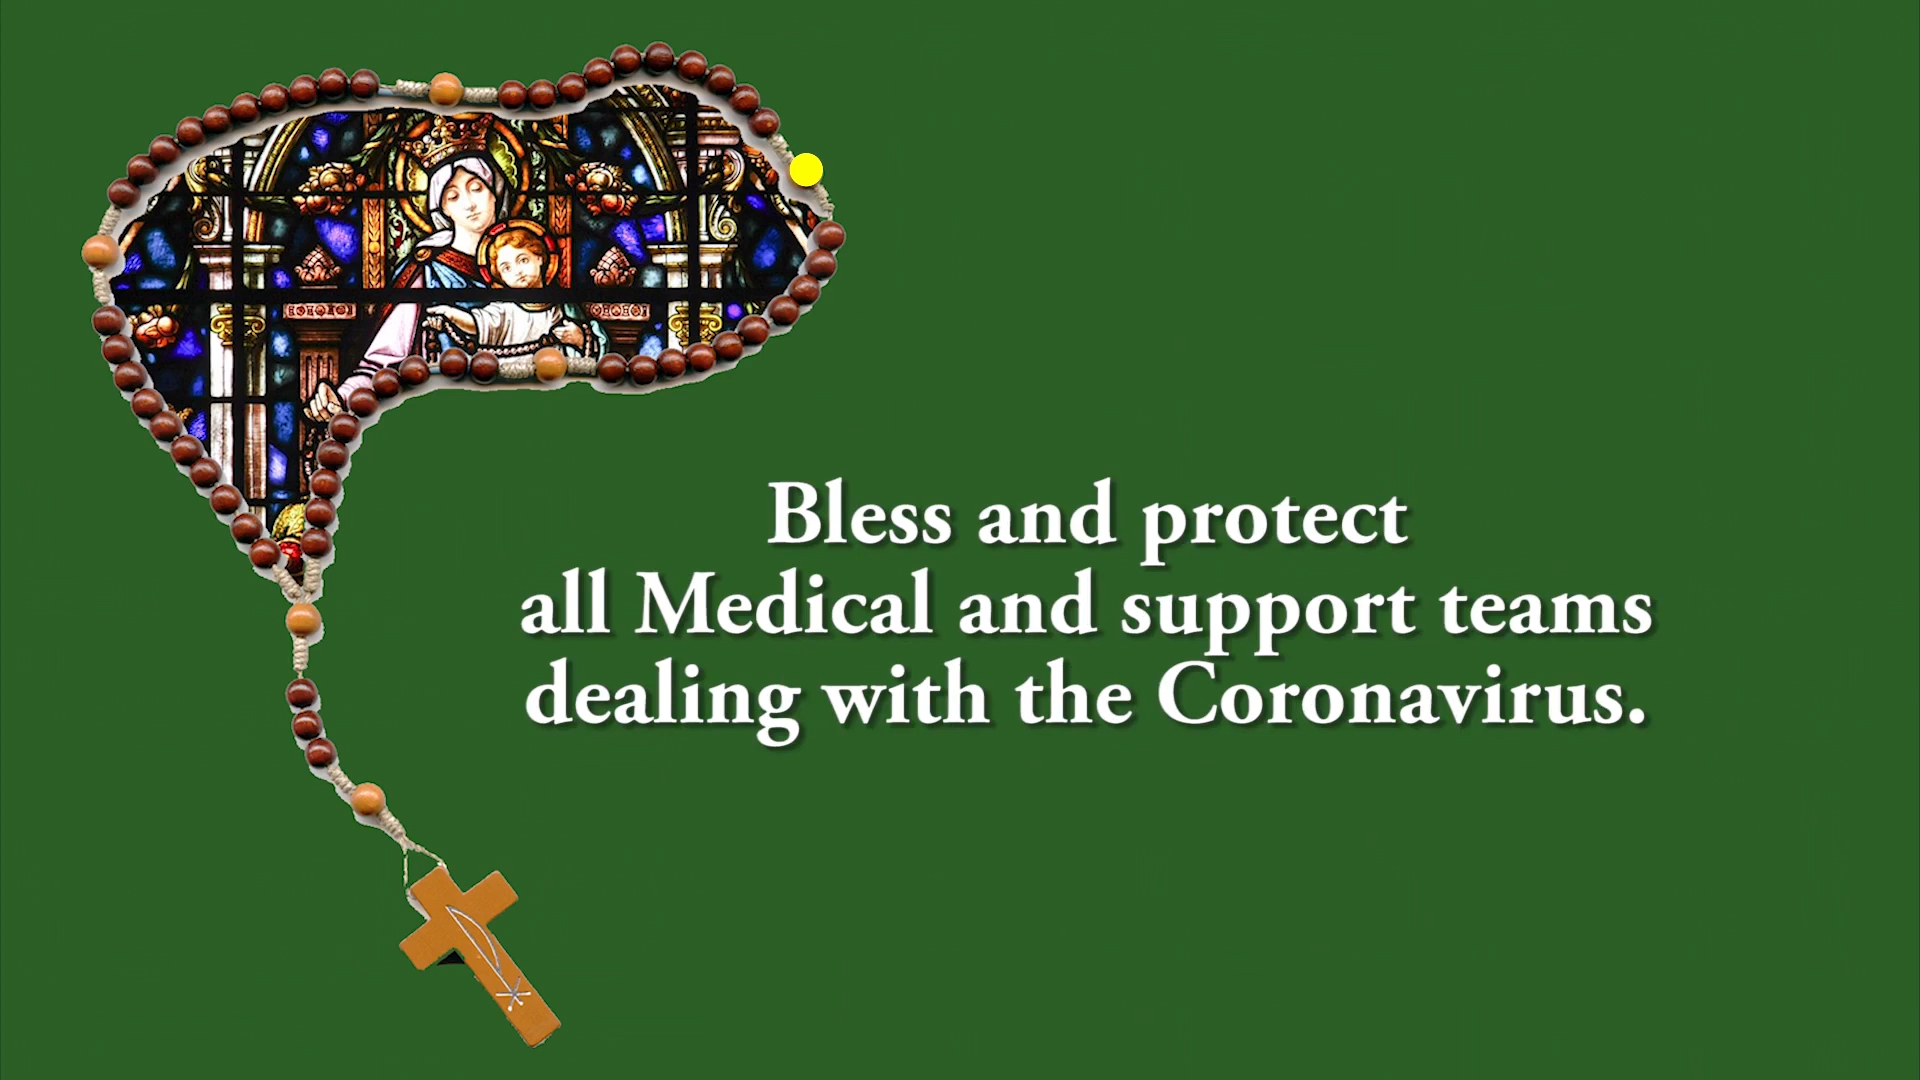 Bless and protect
all Medical and support teams
dealing with the Coronavirus.